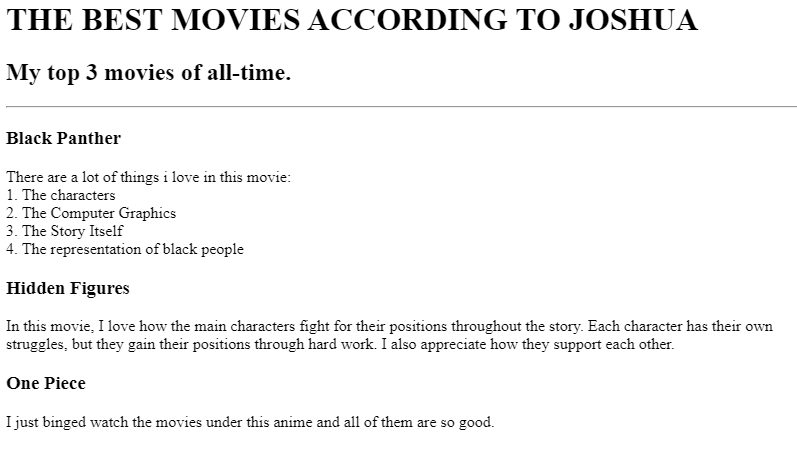 THE BEST MOVIES ACCORDING TO JOSHUA
My top 3 movies of all-time.
Black Panther
There are a lot of things i love in this movie:
1. The characters
2. The Computer Graphics
3. The Story Itself
4. The representation of black people
Hidden Figures
In this movie, I love how the main characters fight for their positions throughout the story. Each character has their own
struggles, but they gain their positions through hard work. I also appreciate how they support each other.
One Piece
I just binged watch the movies under this anime and all of them are so good.